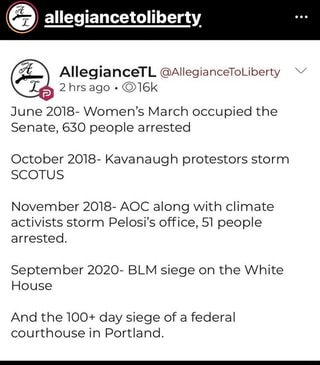 allegiancetoliberty
AllegianceTL @AllegianceToLiberty
2 hrs ago • 16k
June 2018- Women's March occupied the
Senate, 630 people arrested
October 2018- Kavanaugh protestors storm
SCOTUS
November 2018- AOC along with climate
activists storm Pelosi's office, 51 people
arrested.
September 2020- BLM siege on the White
House
And the 100+ day siege of a federal
courthouse in Portland.